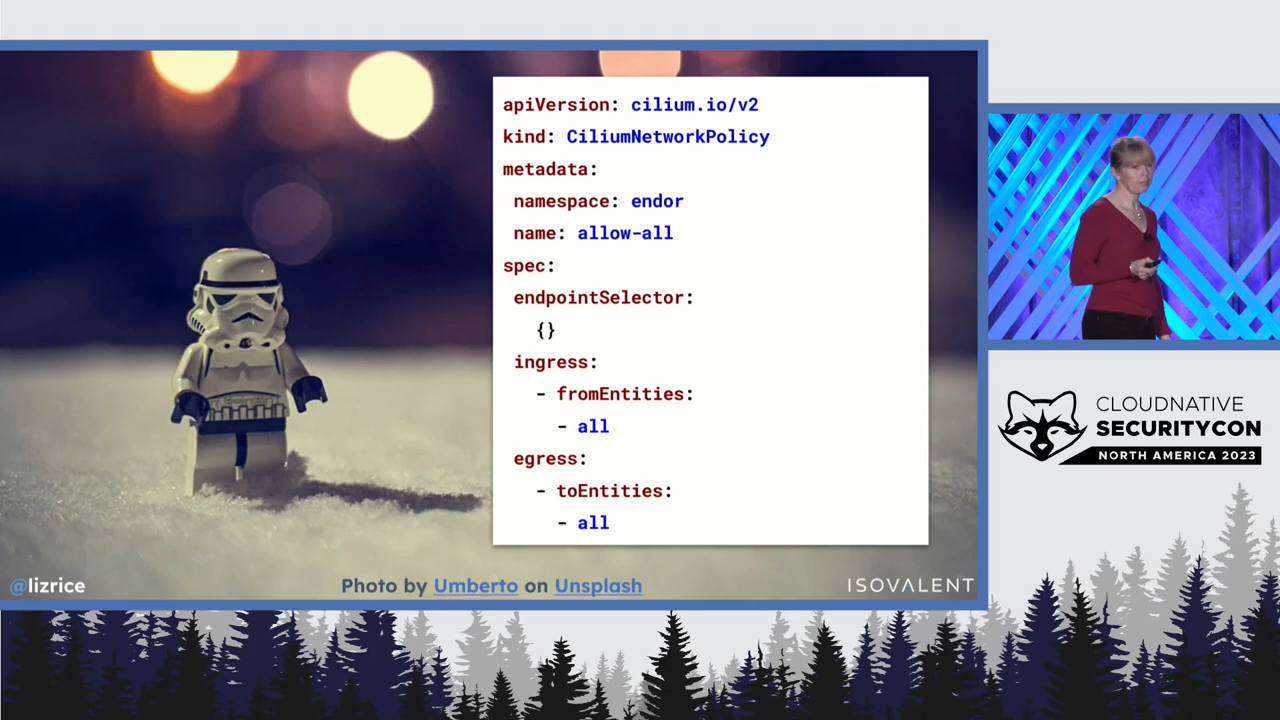 apiVersion: cilium.io/v2
kind: CiliumNetworkPolicy
metadata:
namespace: endor
name: allow-all
spec:
endpointSelector:
{}
ingress:
- fromEntities:
- all
egress:
- toEntities:
- all
@lizrice
Photo by Umberto on Unsplash
ISOVALENT
CLOUDNATIVE
SECURITYCON
NORTH AMERICA 2023